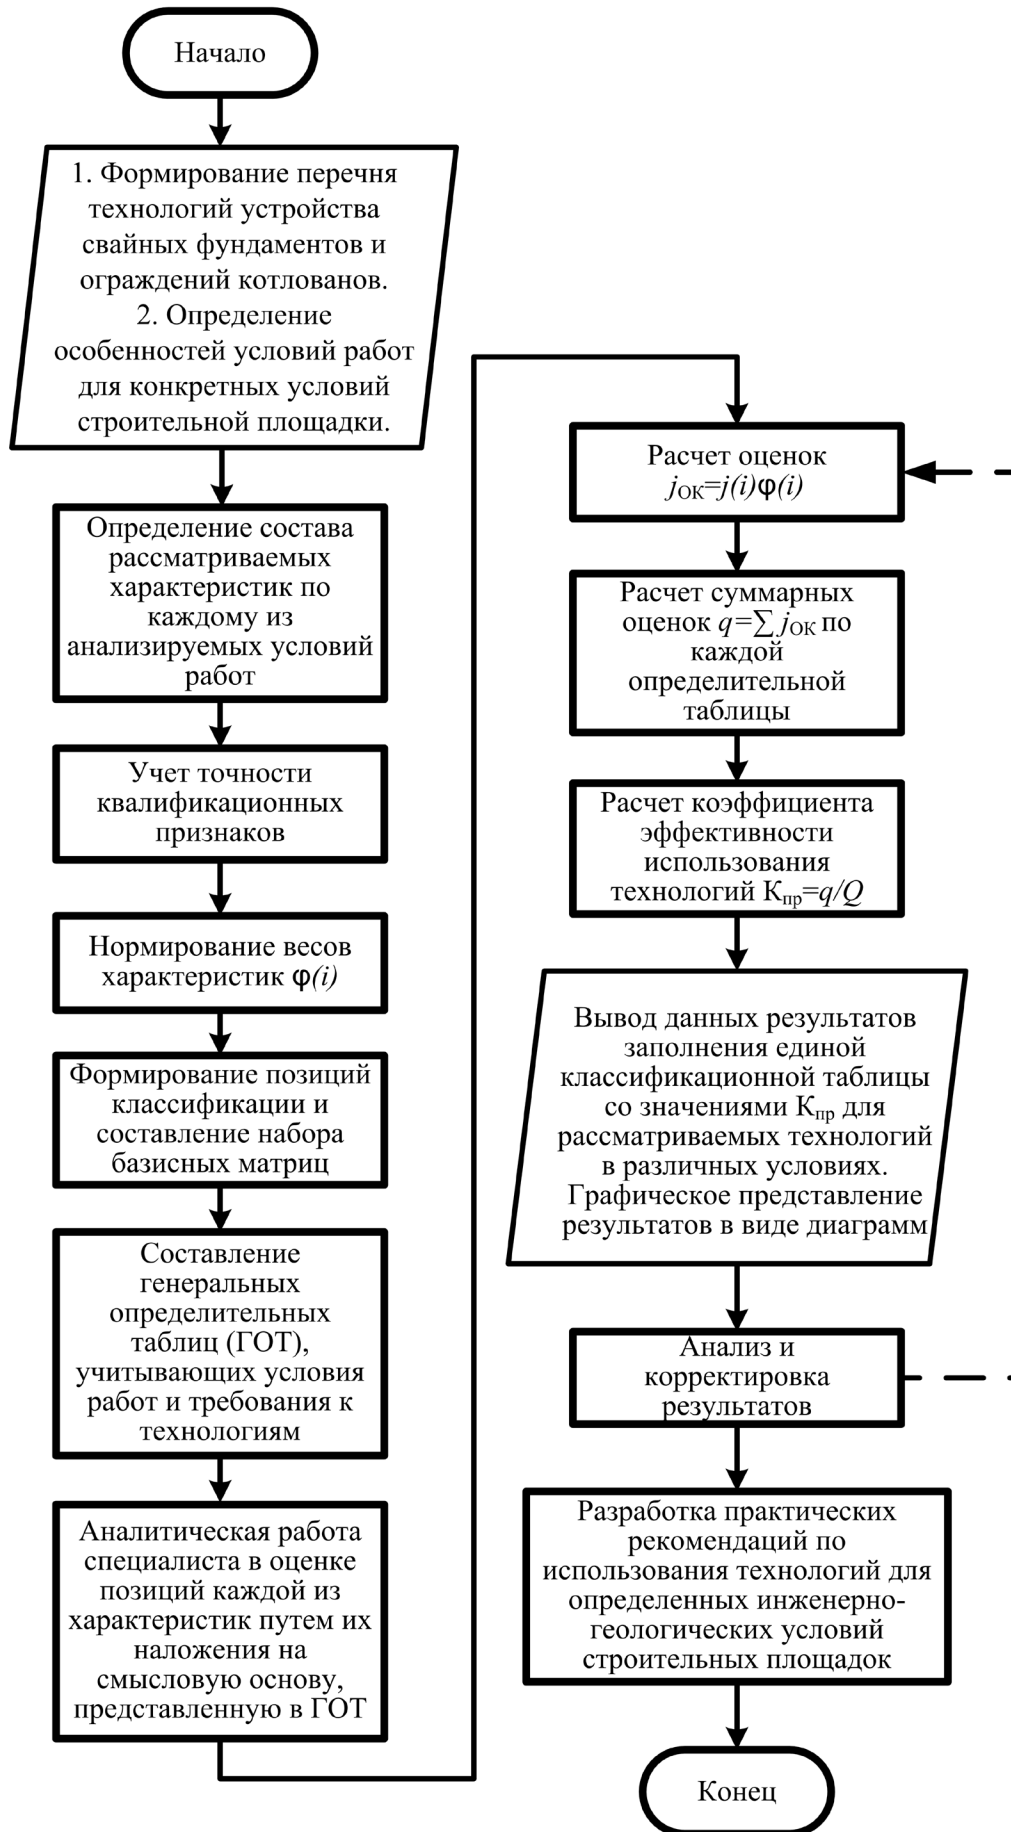 Начало
1. Формирование перечня
технологий устройства
свайных фундаментов и
ограждений котлованов.
2. Определение
особенностей условий работ
для конкретных условий
строительной площадки.
Определение состава
рассматриваемых
характеристик по
каждому из
анализируемых условий
работ
Учет точности
квалификационных
признаков
Нормирование весов
характеристик φ(i)
Формирование позиций
классификации и
составление набора
базисных матриц
Составление
генеральных
определительных
таблиц (ГОТ),
учитывающих условия
работ и требования к
технологиям
Аналитическая работа
специалиста в оценке
позиций каждой из
характеристик путем их
наложения на
смысловую основу,
представленную в ГОТ
Расчет оценок
jОК=j(i)φ(i)
Расчет суммарных
оценок q=∑ jОК по
каждой
определительной
таблицы
Расчет коэффициента
эффективности
использования
технологий Кпр=q/Q
Вывод данных результатов
заполнения единой
классификационной таблицы
со значениями Кпр для
рассматриваемых технологий
в различных условиях.
Графическое представление
результатов в виде диаграмм
Анализ и
корректировка
результатов
Разработка практических
рекомендаций по
использования технологий для
определенных инженерно-
геологических условий
строительных площадок
Конец